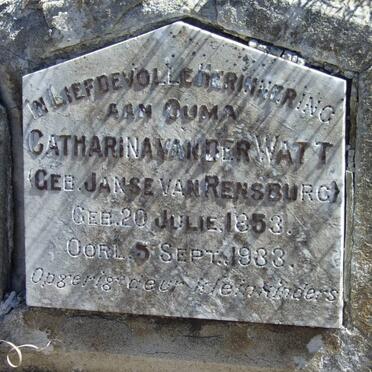 IN LIEFDEVOLLE HERINNERING
AAN OUMA
CATHARINA VAN DER WATT
(GEB. JANSE VAN RENSBURG)
GEB. 20 JULIE. 1853.
OORL. 5 SEPT. 1938.
Opgerig deur kleinkinders